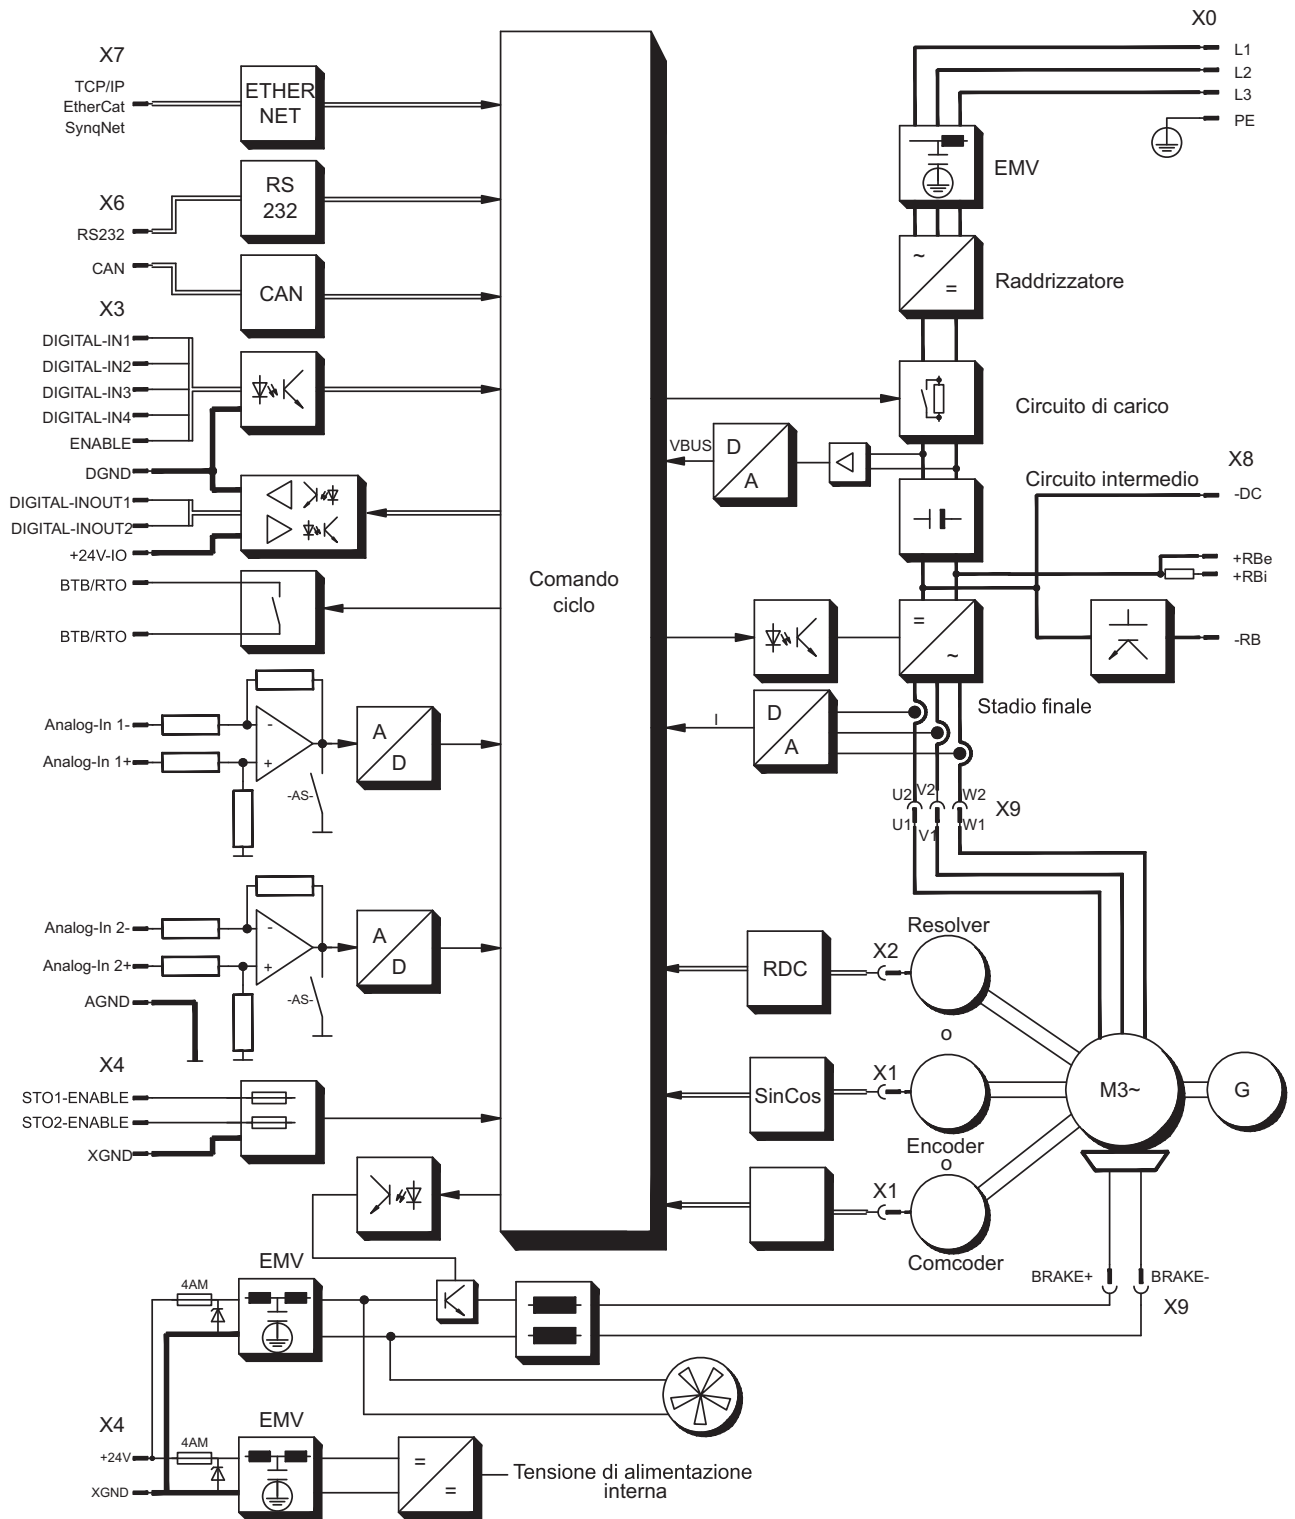 X7
TCP/IP
EtherCat
SynqNet
ETHER
NET
X6
RS232
RS
232
CAN
CAN
X3
DIGITAL-IN1
DIGITAL-IN2
DIGITAL-IN3
DIGITAL-IN4
ENABLE
DGND
DIGITAL-INOUT1
DIGITAL-INOUT2
+24V-IO
BTB/RTO
BTB/RTO
Analog-In 1-
Analog-In 1+
-
+
-AS-
A
D
Analog-In 2-
Analog-In 2+
-
+
-AS-
A
D
AGND
X4
STO1-ENABLE
STO2-ENABLE
XGND
EMV
4AM
X4
+24V
XGND
4AM
EMV
=
=
Tensione di alimentazione
interna
Comando
ciclo
X0
L1
L2
L3
PE
EMV
~
=
Raddrizzatore
Circuito di carico
VBUS
D
A
Circuito intermedio
X8
-DC
+RBe
+RBi
-RB
=
~
Stadio finale
I
D
A
U2
V2
W2
X9
U1
V1
W1
Resolver
RDC
X2
o
SinCos
X1
Encoder
o
X1
Comcoder
M3~
G
BRAKE+
BRAKE-
X9